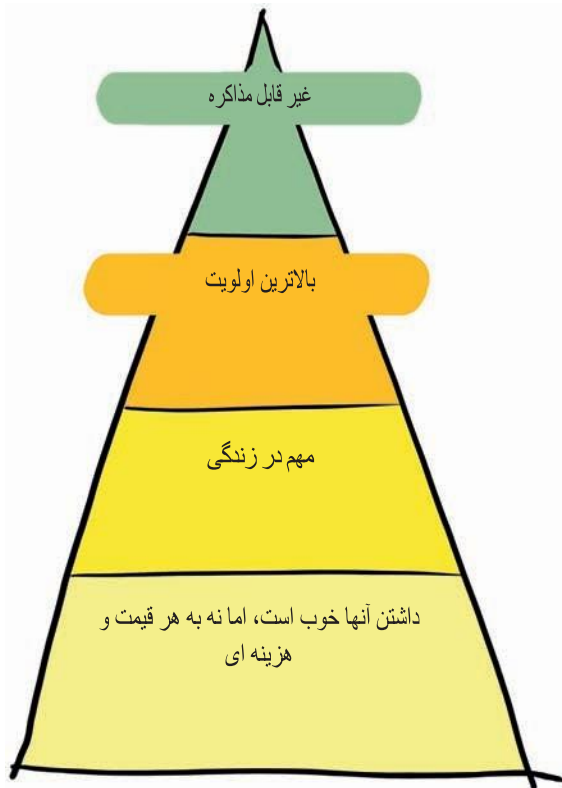 غیر قابل مذاکره
بالاترین اولویت
مهم در زندگی
داشتن آنها خوب است، اما نه به هر قیمت و
هزینه ای